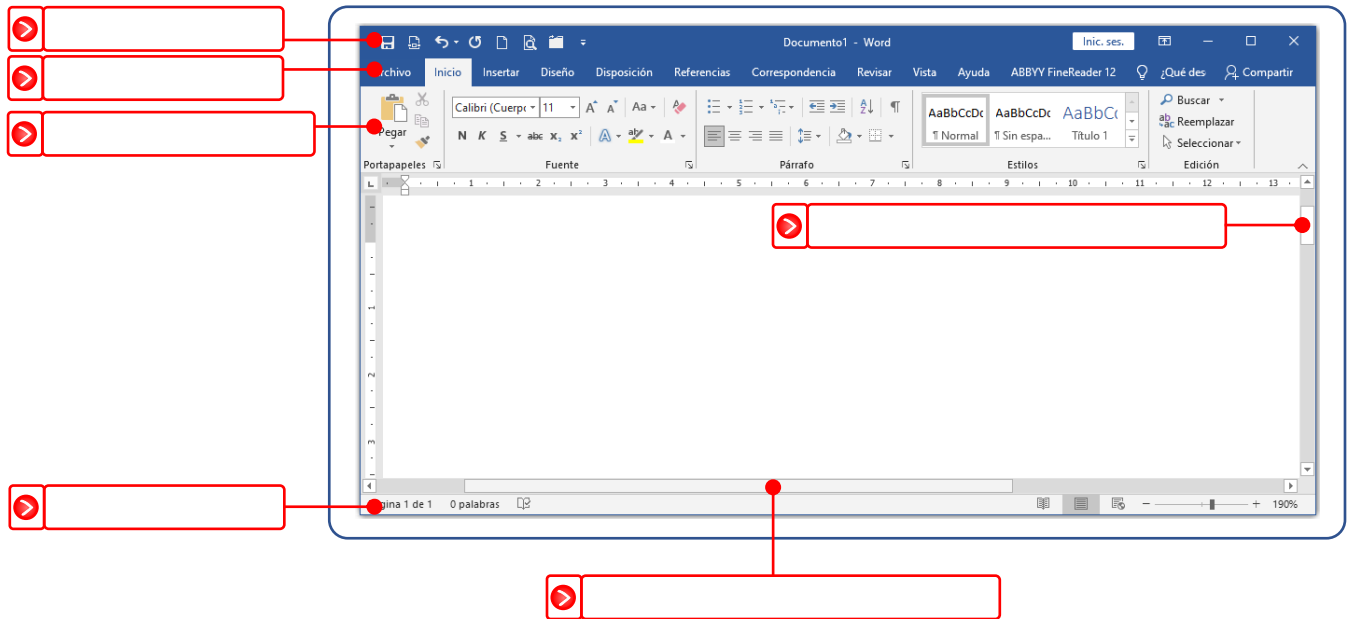 Documento1 - Word
Inic. ses.
rchivo Inicio Insertar Diseño Disposición Referencias Correspondencia Revisar Vista Ayuda ABBYY FineReader 12 ¿Qué des Compartir
Calibri (Cuerpo 11 Aa
Pegar
N K S abc x₂ x² A aby A
AaBbCcDc AaBbCcDc AaBbCc
¶ Normal ¶ Sin espa... Título 1
Buscar
Reemplazar
Seleccionar
Portapapeles Fuente Párrafo Estilos Edición
1 2 3 4 5 6 7 8 9 10 11 12 13
1
2
3
gina 1 de 1 0 palabras 190%